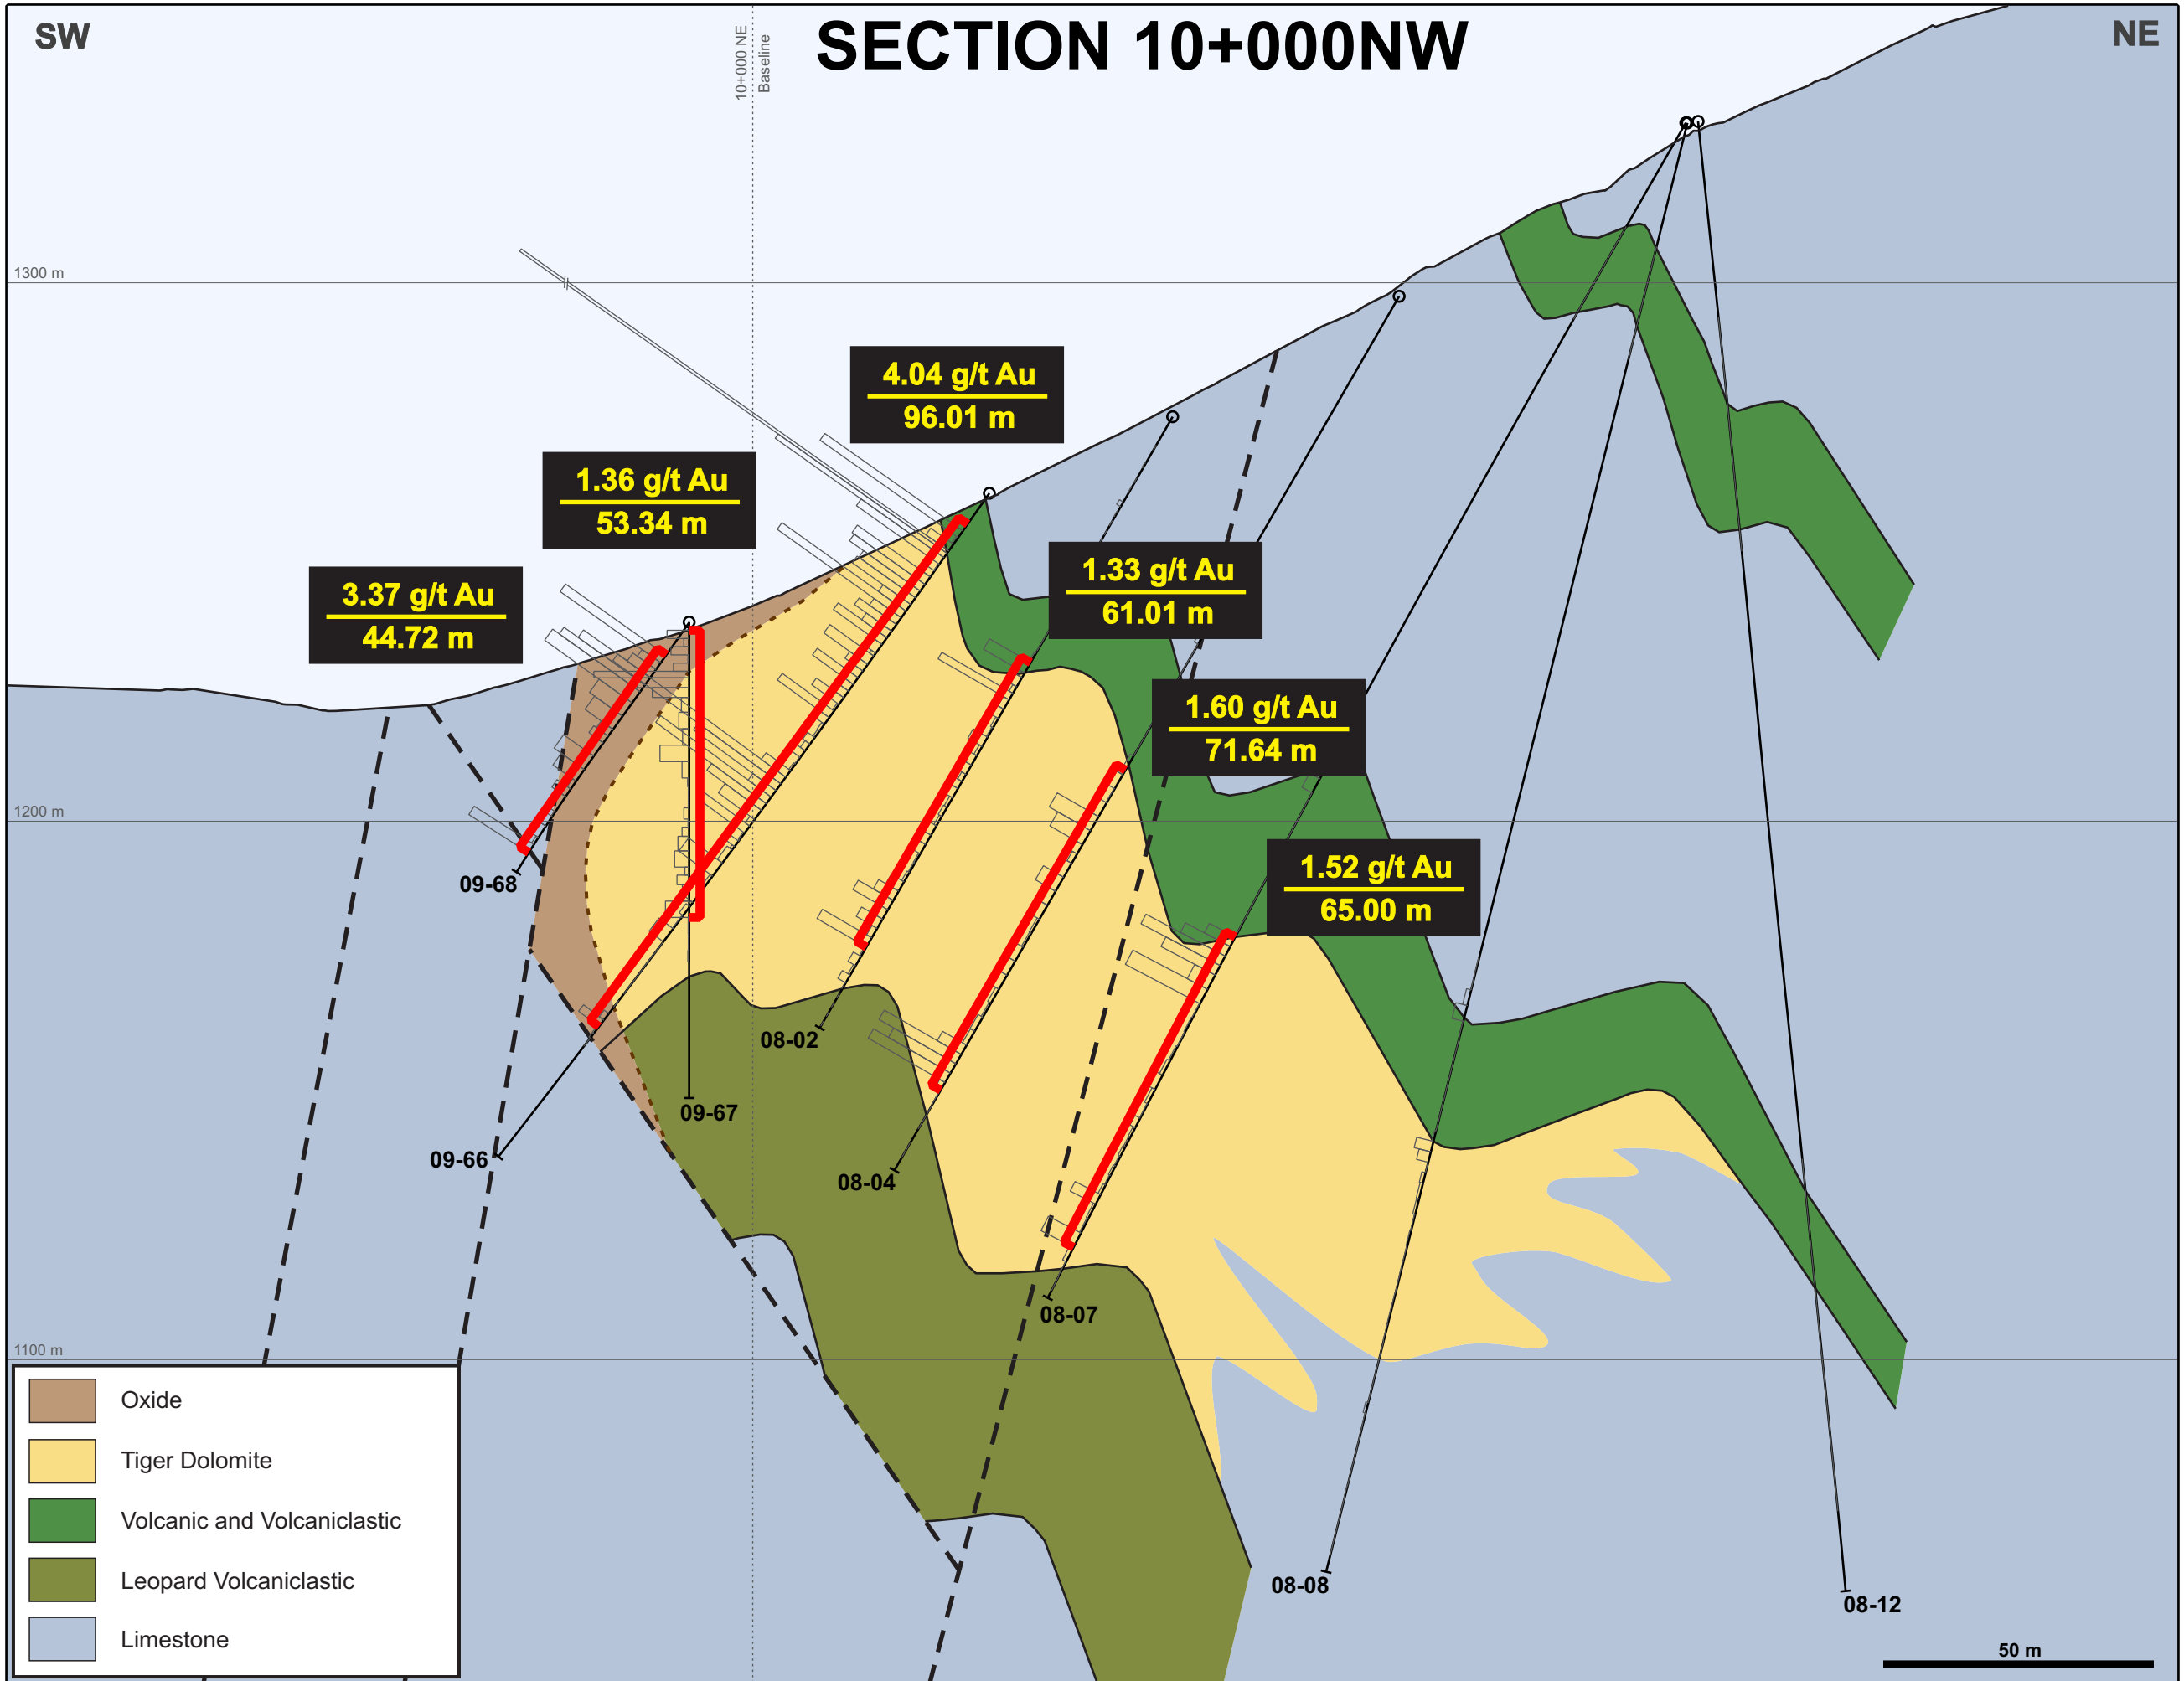 SW
SECTION 10+000NW
NE
10+000 NE
Baseline
1300 m
4.04 g/t Au
96.01 m
1.36 g/t Au
53.34 m
3.37 g/t Au
44.72 m
1.33 g/t Au
61.01 m
1.60 g/t Au
71.64 m
1200 m
1.52 g/t Au
65.00 m
09-68
08-02
09-67
09-66
08-04
08-07
1100 m
Oxide
Tiger Dolomite
Volcanic and Volcaniclastic
Leopard Volcaniclastic
Limestone
08-08
08-12
50 m